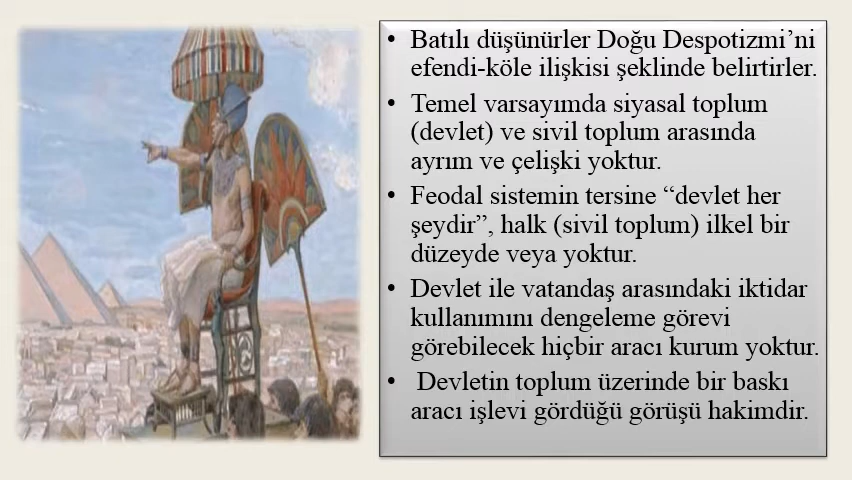 • Batılı düşünürler Doğu Despotizmi’ni
efendi-köle ilişkisi şeklinde belirtirler.
• Temel varsayımda siyasal toplum
(devlet) ve sivil toplum arasında
ayrım ve çelişki yoktur.
• Feodal sistemin tersine “devlet her
şeydir”, halk (sivil toplum) ilkel bir
düzeyde veya yoktur.
• Devlet ile vatandaş arasındaki iktidar
kullanımını dengeleme görevi
görebilecek hiçbir aracı kurum yoktur.
• Devletin toplum üzerinde bir baskı
aracı işlevi gördüğü görüşü hakimdir.